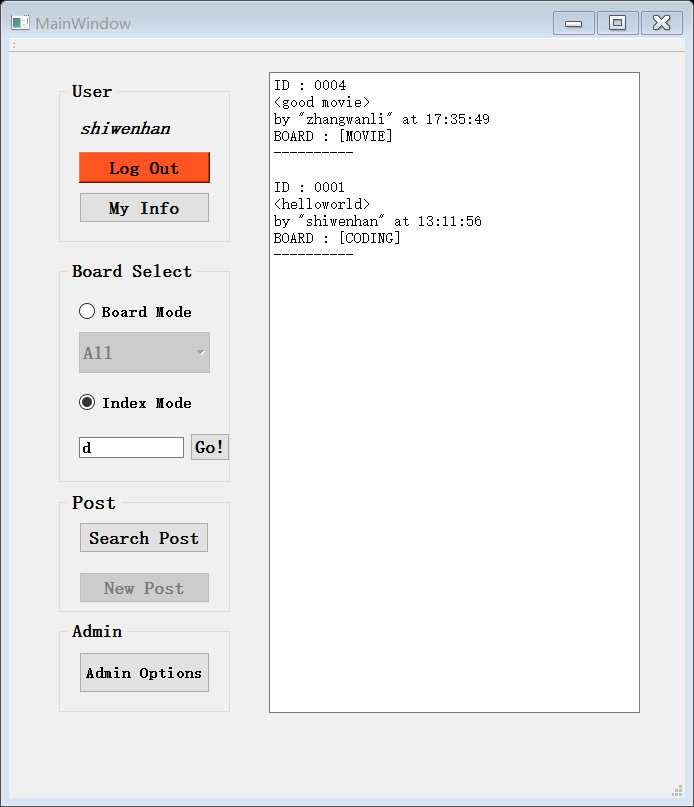 MainWindow
User
shiwenhan
Log Out
My Info
Board Select
Board Mode
All
Index Mode
d
Go!
Post
Search Post
New Post
Admin
Admin Options
ID : 0004
<good movie>
by "zhangwanli" at 17:35:49
BOARD : [MOVIE]
----------
ID : 0001
<helloworld>
by "shiwenhan" at 13:11:56
BOARD : [CODING]
----------